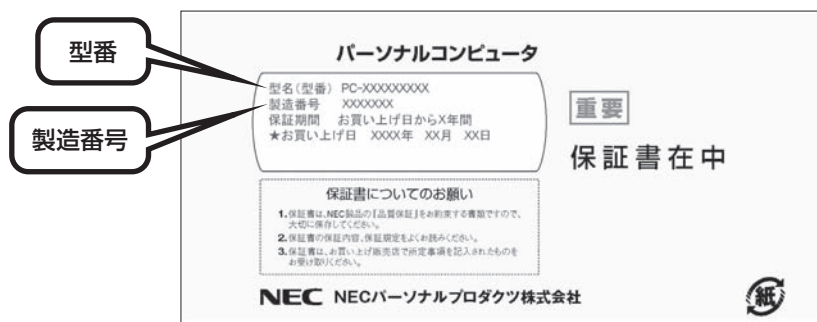 型番
製造番号
パーソナルコンピュータ
型名(型番) PC-XXXXXXXXX
製造番号 XXXXXXX
保証期間 お買い上げ日からX年間
★お買い上げ日 XXXX年 XX月 XX日
重要
保証書在中
保証書についてのお願い
1.保証書は、NEC製品の「品質保証」をお約束する書類ですので、
大切に保存してください。
2.保証書の保証内容、保証規定をよくお読みください。
3.保証書は、お買い上げ販売店で所定事項を記入されたものを
お受け取りください。
NEC NECパーソナルプロダクツ株式会社
紙